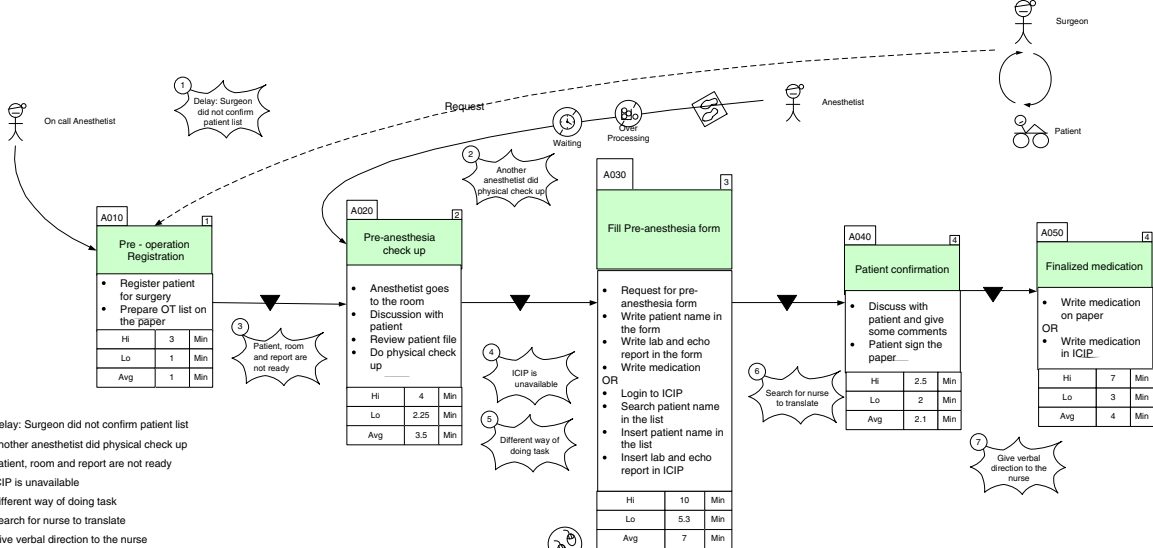 Surgeon
1
Delay: Surgeon
did not confirm
patient list
On call Anesthetist
Request
Anesthetist
Waiting
Over
Processing
Patient
2
Another
anesthetist did
physical check up
A010
1
Pre - operation
Registration
• Register patient
for surgery
• Prepare OT list on
the paper
Hi 3 Min
Lo 1 Min
Avg 1 Min
A020
2
Pre-anesthesia
check up
• Anesthetist goes
to the room
• Discussion with
patient
• Review patient file
• Do physical check
up
Hi 4 Min
Lo 2.25 Min
Avg 3.5 Min
A030
3
Fill Pre-anesthesia form
• Request for pre-
anesthesia form
• Write patient name in
the form
• Write lab and echo
report in the form
• Write medication
OR
• Login to ICIP
• Search patient name
in the list
• Insert patient name in
the list
• Insert lab and echo
report in ICIP
Hi 10 Min
Lo 5.3 Min
Avg 7 Min
A040
4
Patient confirmation
• Discuss with
patient and give
some comments
• Patient sign the
paper
Hi 2.5 Min
Lo 2 Min
Avg 2.1 Min
A050
4
Finalized medication
• Write medication
on paper
OR
• Write medication
in ICIP
Hi 7 Min
Lo 3 Min
Avg 4 Min
3
Patient, room
and report are
not ready
4
ICIP is
unavailable
5
Different way of
doing task
6
Search for nurse
to translate
7
Give verbal
direction to the
nurse
elay: Surgeon did not confirm patient list
nother anesthetist did physical check up
atient, room and report are not ready
CIP is unavailable
ifferent way of doing task
earch for nurse to translate
ive verbal direction to the nurse